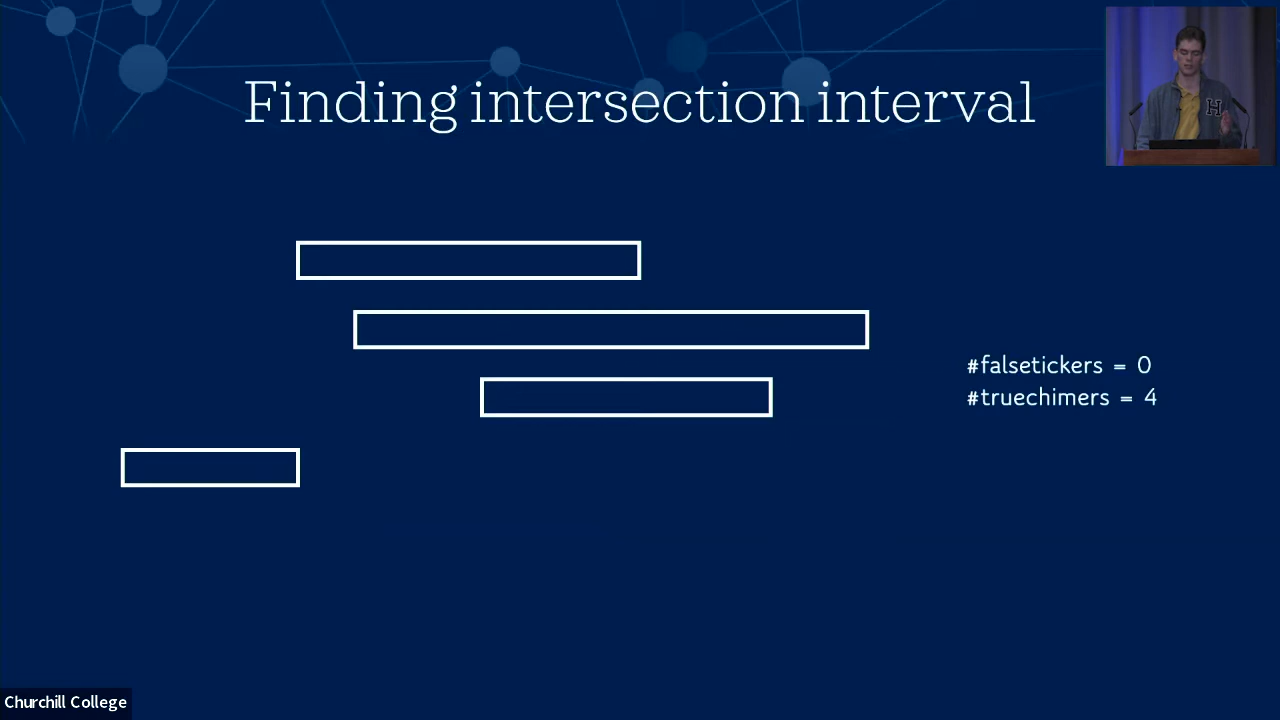 Finding intersection interval
H
#falsetickers = 0
#truechimers = 4
Churchill College